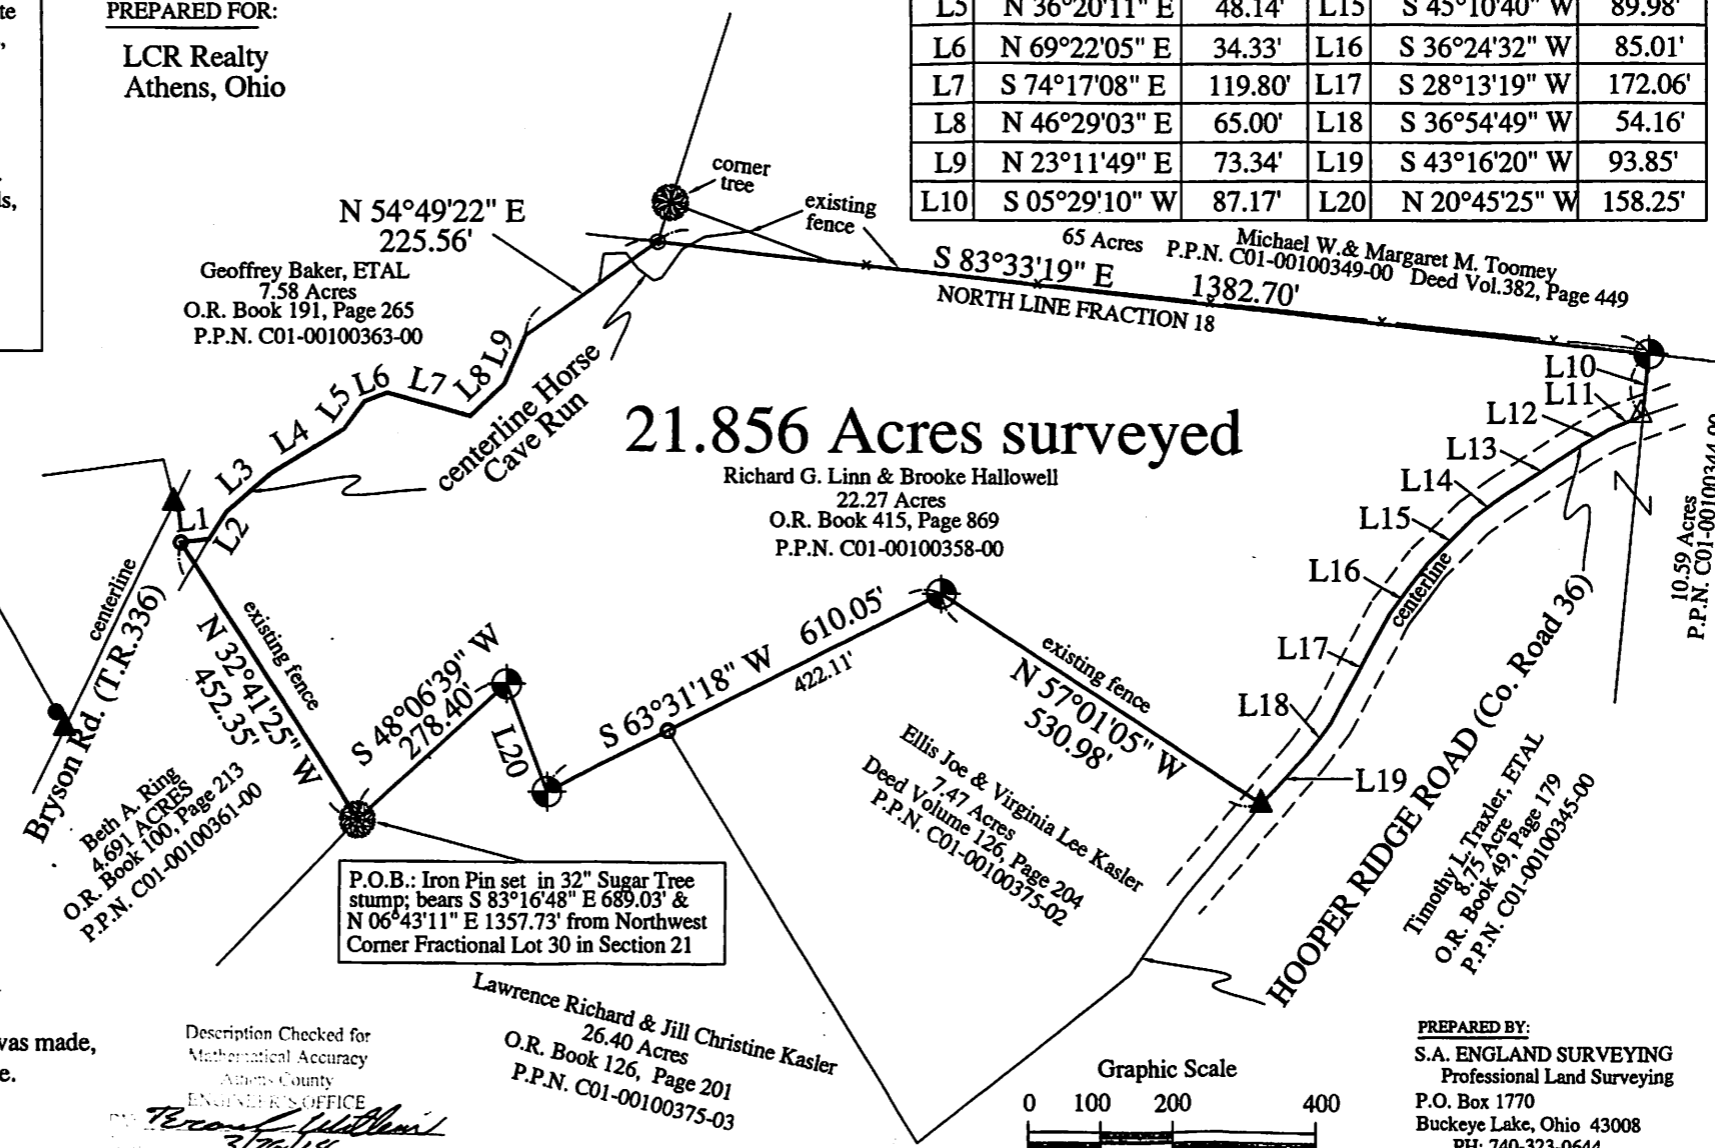 te
PREPARED FOR:
LCR Realty
Athens, Ohio
ls,
L5 N 36°20'11" E 48.14' L15 S 45°10'40" W 89.98'
L6 N 69°22'05" E 34.33' L16 S 36°24'32" W 85.01'
L7 S 74°17'08" E 119.80' L17 S 28°13'19" W 172.06'
L8 N 46°29'03" E 65.00' L18 S 36°54'49" W 54.16'
L9 N 23°11'49" E 73.34' L19 S 43°16'20" W 93.85'
L10 S 05°29'10" W 87.17' L20 N 20°45'25" W 158.25'
corner
tree
existing
fence
N 54°49'22" E
225.56'
Geoffrey Baker, ETAL
7.58 Acres
O.R. Book 191, Page 265
P.P.N. C01-00100363-00
65 Acres
Michael W.& Margaret M. Toomey
P.P.N. C01-00100349-00 Deed Vol.382, Page 449
S 83°33'19" E
1382.70'
NORTH LINE FRACTION 18
L1
L2
L3
L4
L5
L6
L7
L8
L9
centerline Horse
Cave Run
21.856 Acres surveyed
Richard G. Linn & Brooke Hallowell
22.27 Acres
O.R. Book 415, Page 869
P.P.N. C01-00100358-00
L10
L11
L12
L13
L14
L15
L16
L17
L18
L19
centerline
10.59 Acres
P.P.N. C01-00100344-00
HOOPER RIDGE ROAD (Co. Road 36)
centerline
Bryson Rd. (T.R.336)
existing fence
N 32°41'25" W
452.35'
S 48°06'39" W
278.40'
L20
S 63°31'18" W 610.05'
422.11'
existing fence
N 57°01'05" W
530.98'
Ellis Joe & Virginia Lee Kasler
7.47 Acres
Deed Volume 126, Page 204
P.P.N. C01-00100375-02
Beth A. Ring
4.691 ACRES
O.R. Book 100, Page 213
P.P.N. C01-00100361-00
Timothy L. Traxler, ETAL
8.75 Acre
O.R. Book 49, Page 179
P.P.N. C01-00100345-00
P.O.B.: Iron Pin set in 32" Sugar Tree
stump; bears S 83°16'48" E 689.03' &
N 06°43'11" E 1357.73' from Northwest
Corner Fractional Lot 30 in Section 21
Lawrence Richard & Jill Christine Kasler
26.40 Acres
O.R. Book 126, Page 201
P.P.N. C01-00100375-03
was made,
e.
Description Checked for
Mathematical Accuracy
Athens County
ENGINEER'S OFFICE
Graphic Scale
0 100 200 400
PREPARED BY:
S.A. ENGLAND SURVEYING
Professional Land Surveying
P.O. Box 1770
Buckeye Lake, Ohio 43008
PH: 740-323-0644